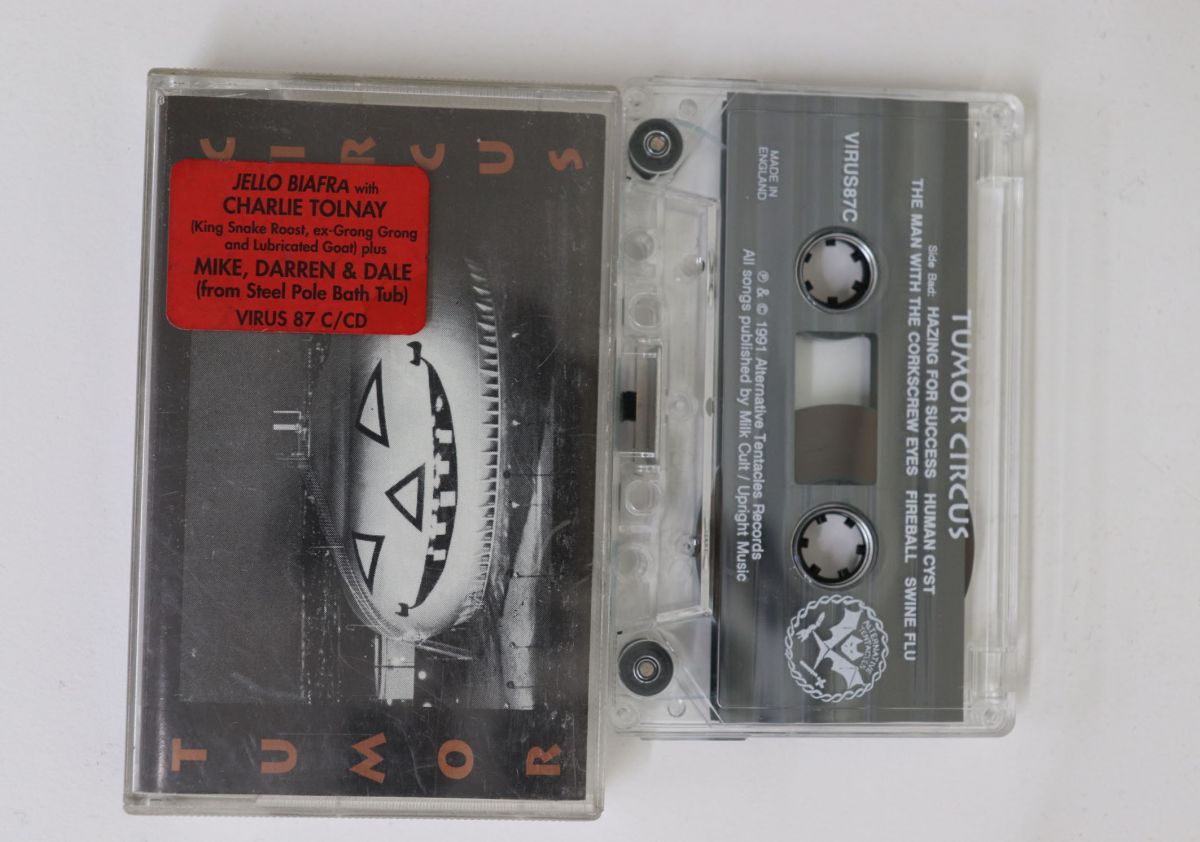 CIRCUS
JELLO BIAFRA with
CHARLIE TOLNAY
(King Snake Roost, ex-Grong Grong
and Lubricated Goat) plus
MIKE, DARREN & DALE
(from Steel Pole Bath Tub)
VIRUS 87 C/CD
TUMOR
TUMOR CIRCUS
Side Bad: HAZING FOR SUCCESS HUMAN CYST
THE MAN WITH THE CORKSCREW EYES FIREBALL SWINE FLU
VIRUS87C
MADE IN
ENGLAND
℗ & © 1991 Alternative Tentacles Records
All songs published by Milk Cult / Upright Music
ALTERNATIVE
TENTACLES